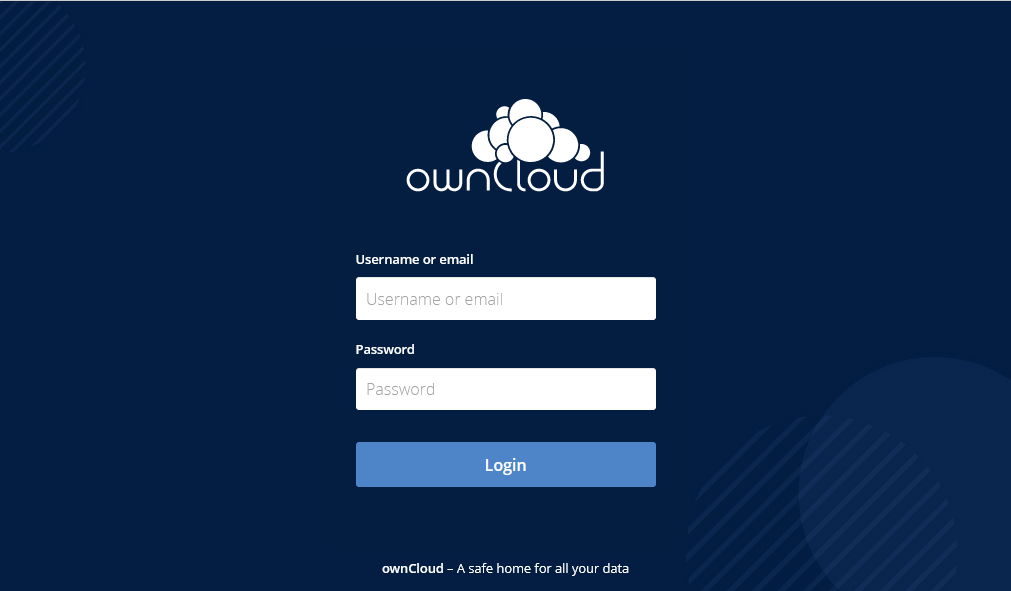 ownCloud
Username or email
Username or email
Password
Password
Login
ownCloud – A safe home for all your data